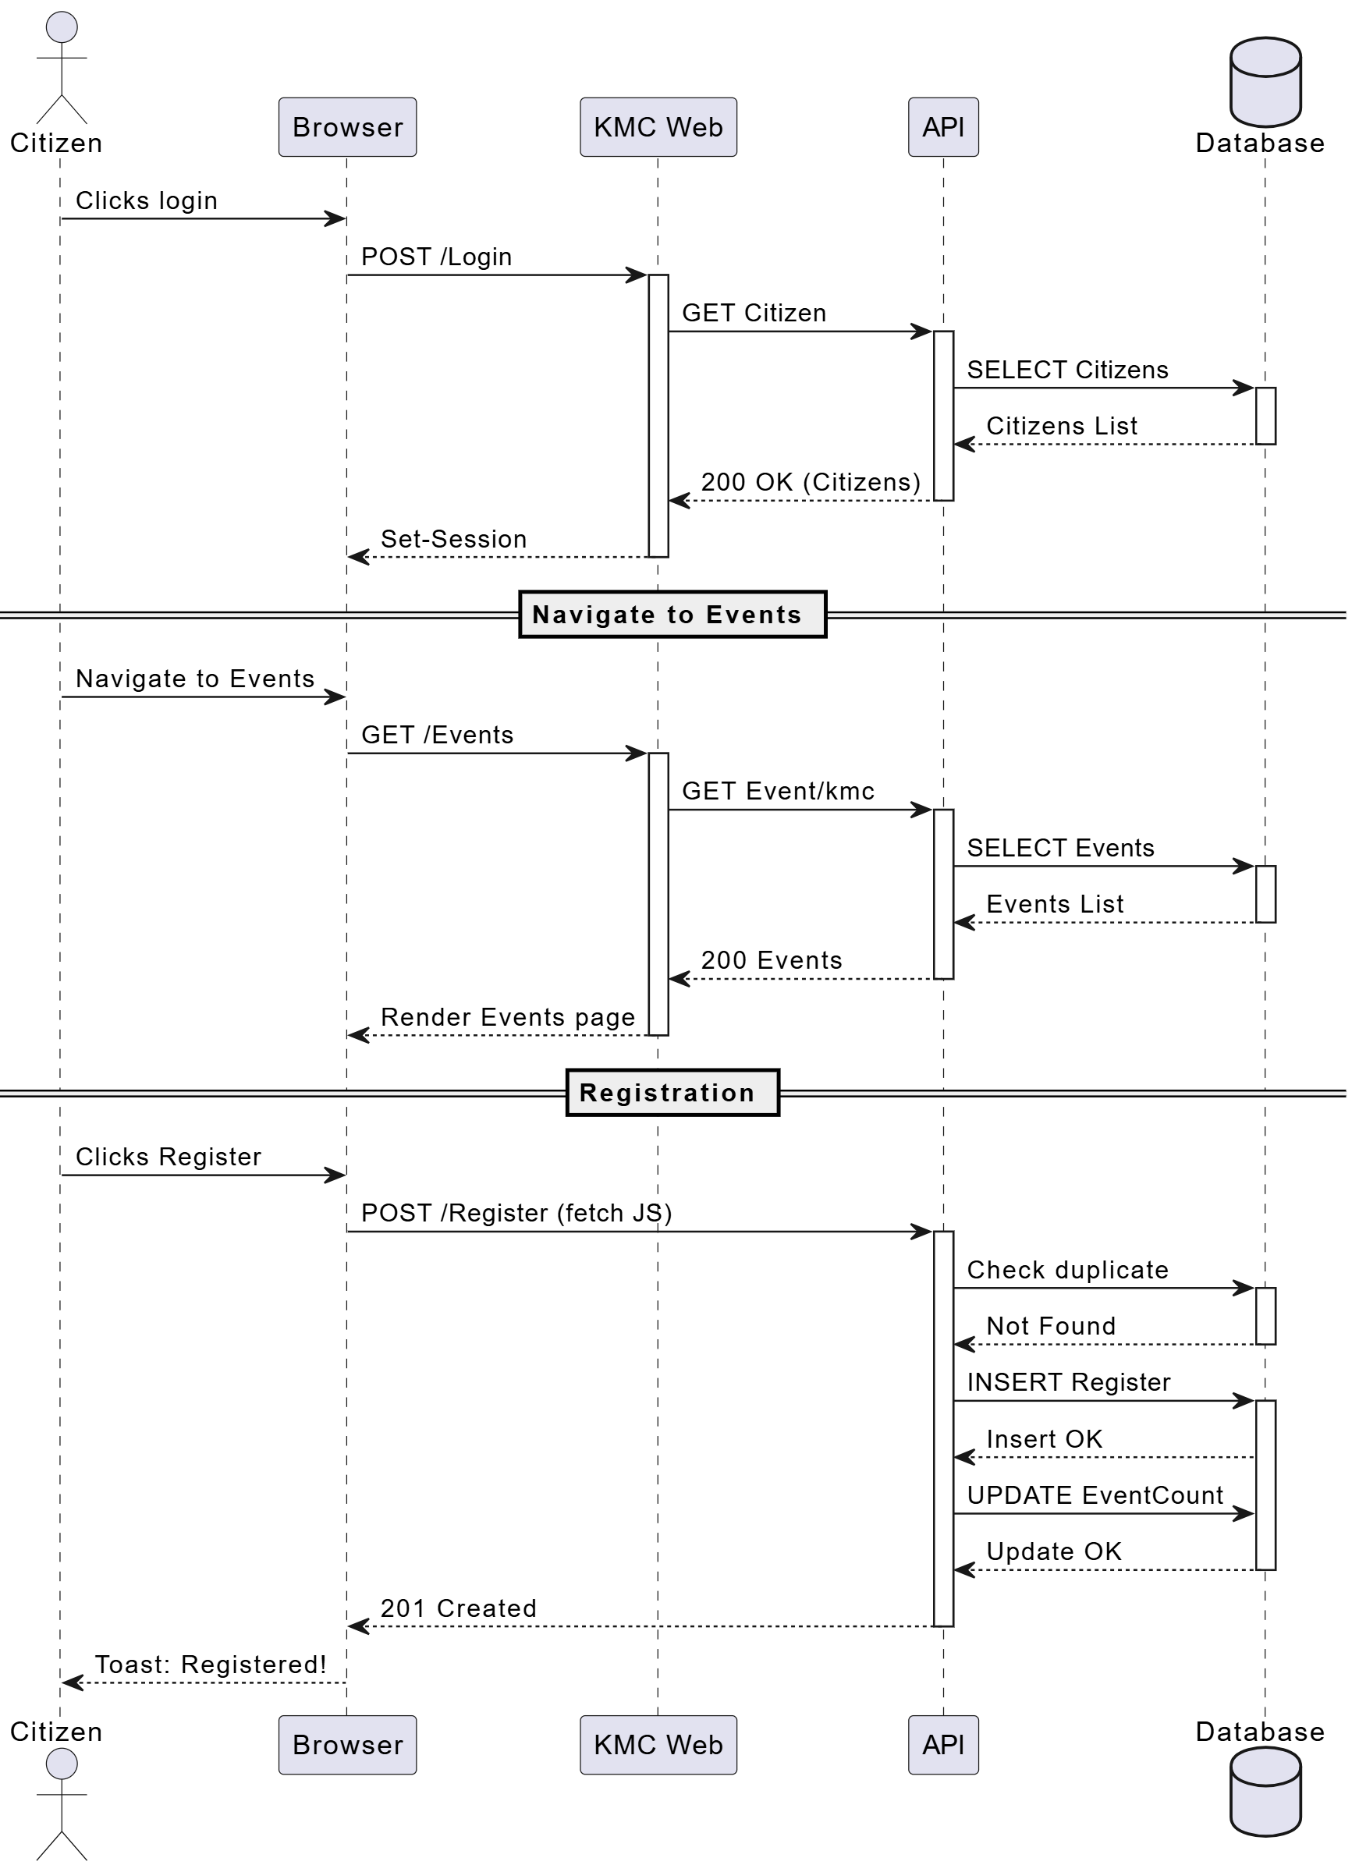 Citizen
Browser
KMC Web
API
Database
Clicks login
POST /Login
GET Citizen
SELECT Citizens
Citizens List
200 OK (Citizens)
Set-Session
Navigate to Events
Navigate to Events
GET /Events
GET Event/kmc
SELECT Events
Events List
200 Events
Render Events page
Registration
Clicks Register
POST /Register (fetch JS)
Check duplicate
Not Found
INSERT Register
Insert OK
UPDATE EventCount
Update OK
201 Created
Toast: Registered!
Citizen
Browser
KMC Web
API
Database